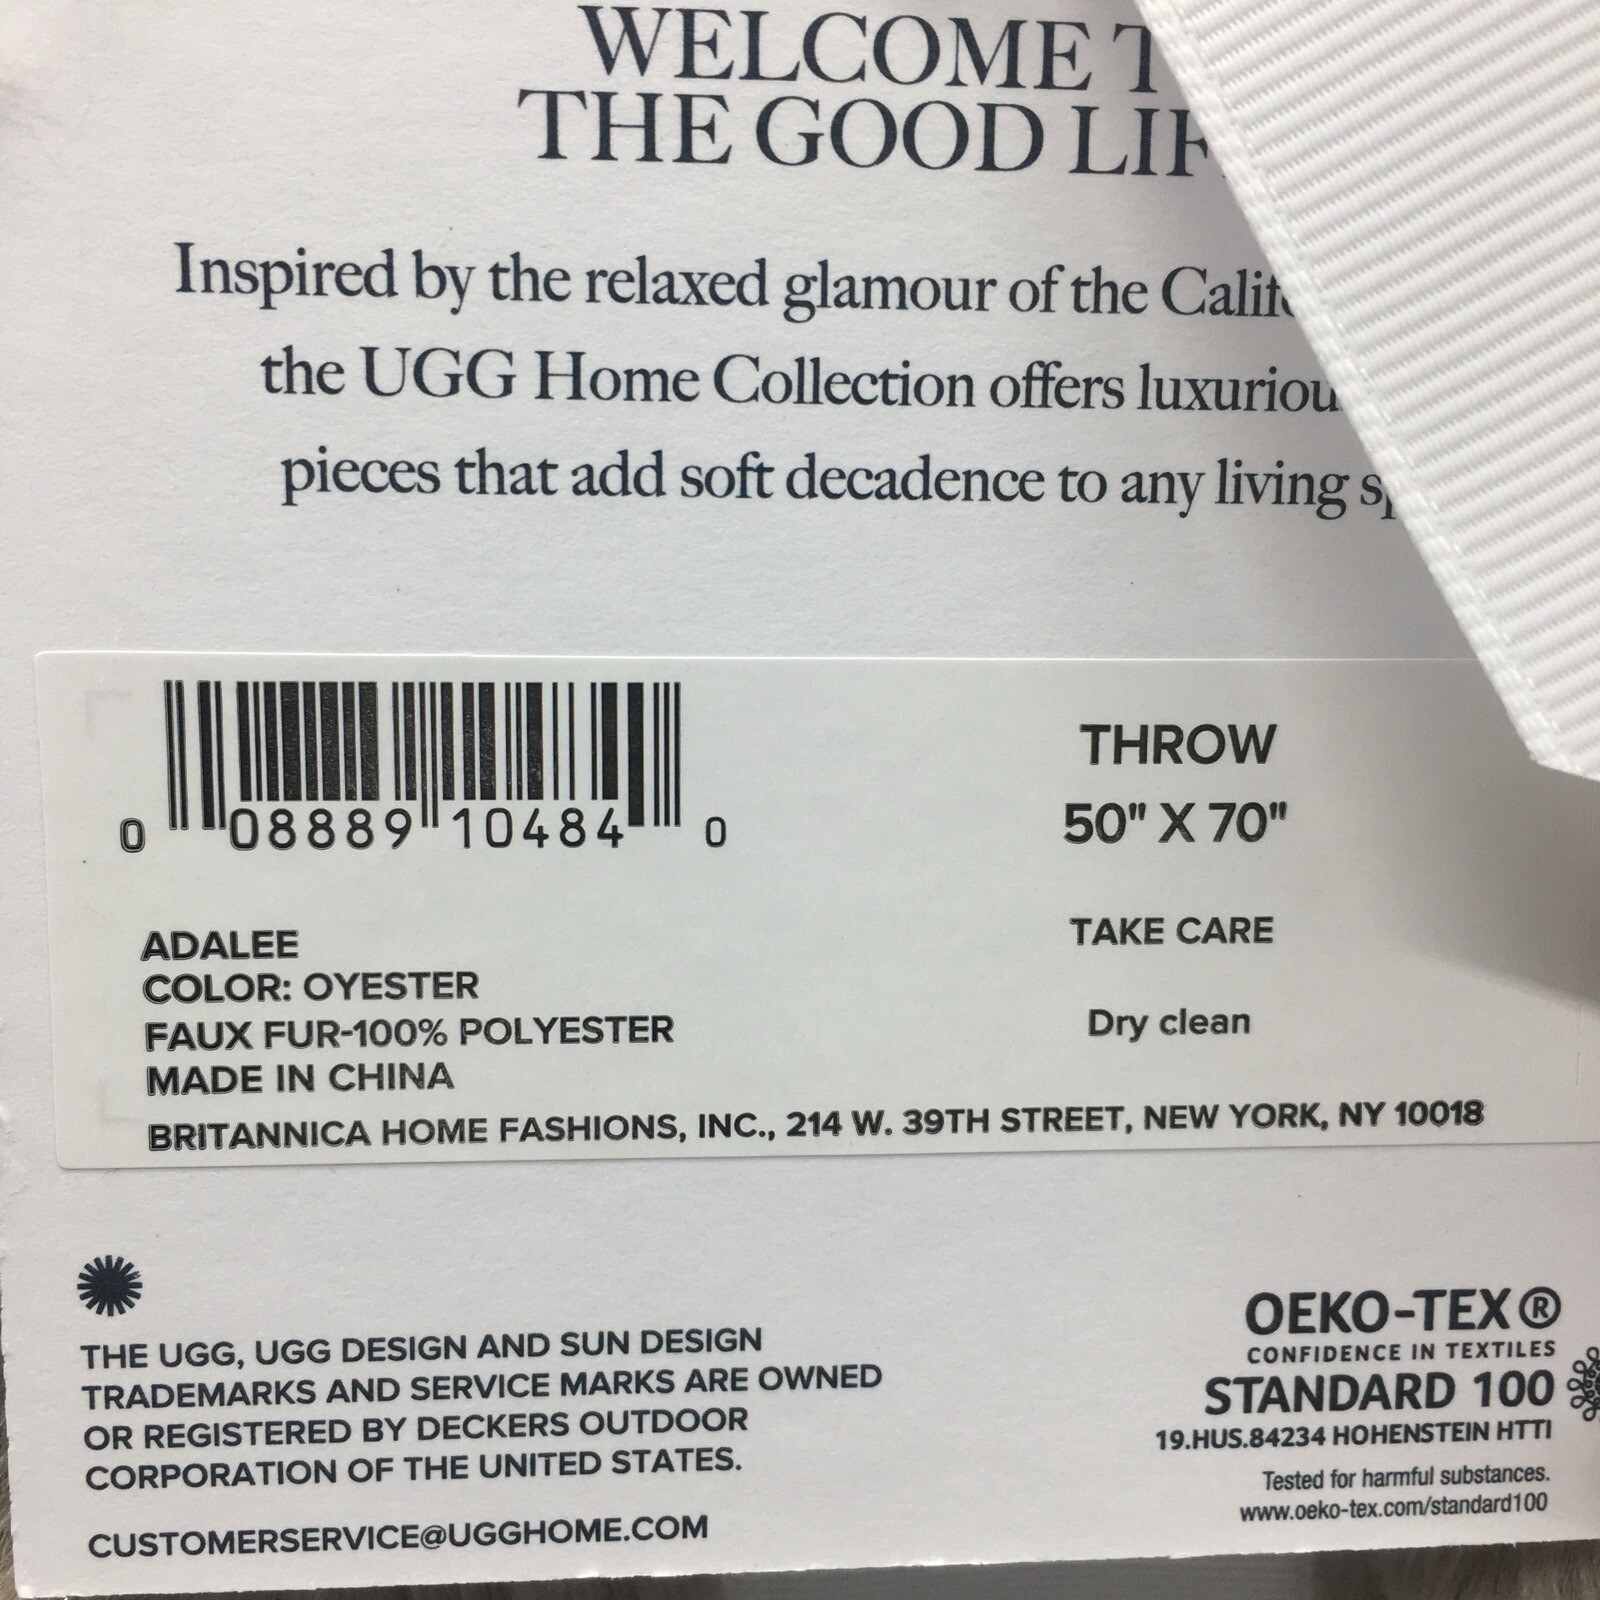 WELCOME T
THE GOOD LIF
Inspired by the relaxed glamour of the Califo
the UGG Home Collection offers luxuriou
pieces that add soft decadence to any living sp
0 08889 10484 0
THROW
50" X 70"
TAKE CARE
Dry clean
ADALEE
COLOR: OYESTER
FAUX FUR-100% POLYESTER
MADE IN CHINA
BRITANNICA HOME FASHIONS, INC., 214 W. 39TH STREET, NEW YORK, NY 10018
THE UGG, UGG DESIGN AND SUN DESIGN
TRADEMARKS AND SERVICE MARKS ARE OWNED
OR REGISTERED BY DECKERS OUTDOOR
CORPORATION OF THE UNITED STATES.
CUSTOMERSERVICE@UGGHOME.COM
OEKO-TEX®
CONFIDENCE IN TEXTILES
STANDARD 100
19.HUS.84234 HOHENSTEIN HTTI
Tested for harmful substances.
www.oeko-tex.com/standard100